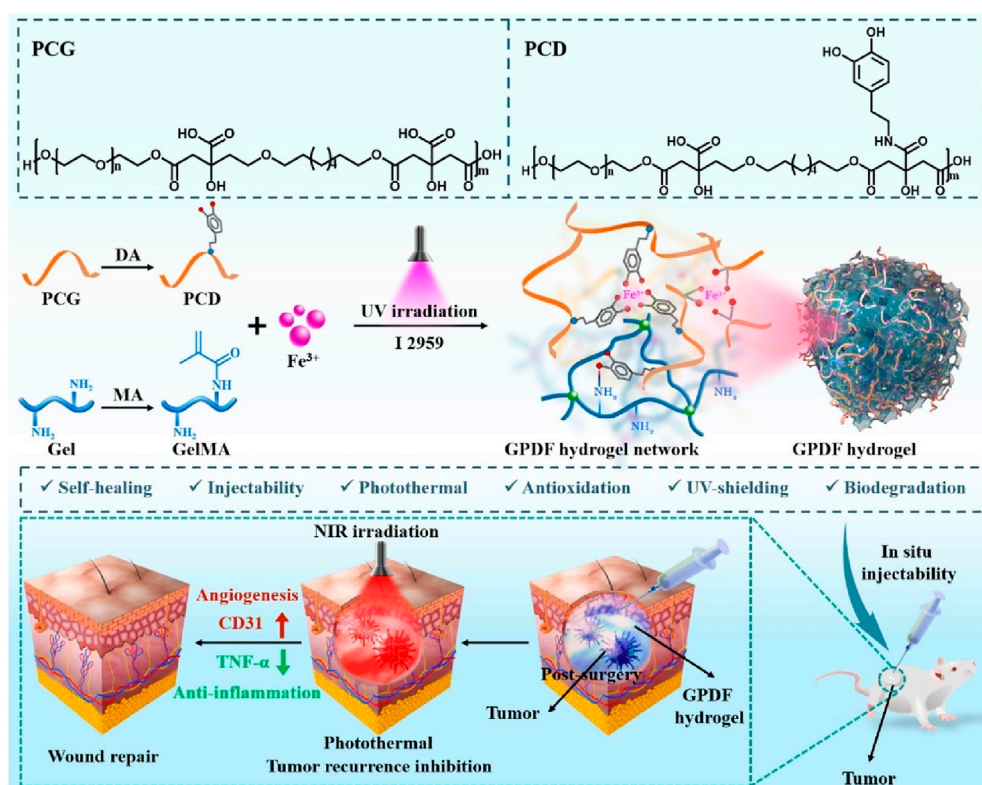 PCG
HO
O
H
O
O
n
O
O
O
OH
O
4
O
O
HO
O
O
OH
O
OH
m
PCD
OH
HO
HN
O
HO
O
H
O
O
n
O
O
O
OH
O
4
O
O
O
OH
O
OH
m
DA
PCG
PCD
+
Fe³⁺
UV irradiation
I 2959
NH₂
NH₂
Gel
MA
O
NH
NH₂
GelMA
Fe³⁺
Fe³⁺
NH₂
NH₂
NH₂
GPDF hydrogel network
GPDF hydrogel
✓ Self-healing ✓ Injectability ✓ Photothermal ✓ Antioxidation ✓ UV-shielding ✓ Biodegradation
NIR irradiation
Angiogenesis
CD31
TNF-α
Anti-inflammation
Wound repair
Photothermal
Tumor recurrence inhibition
Post-surgery
Tumor
GPDF
hydrogel
In situ
injectability
Tumor